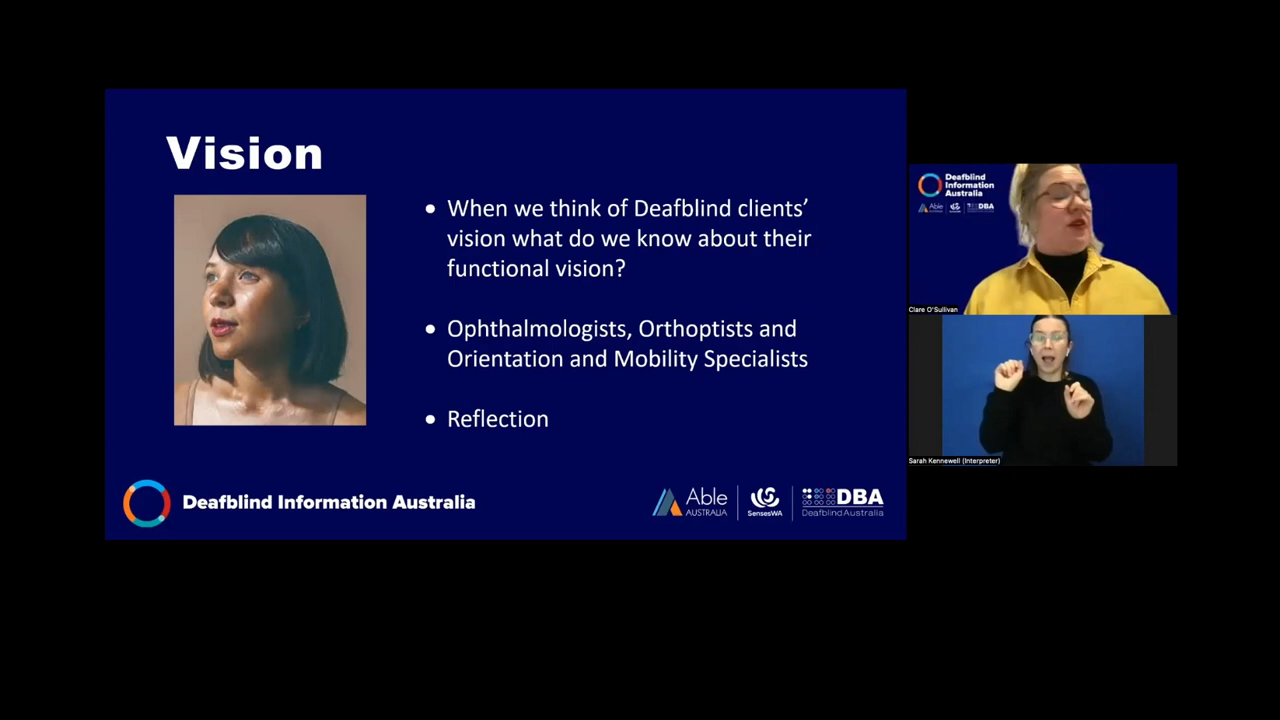 Vision
• When we think of Deafblind clients’
vision what do we know about their
functional vision?
• Ophthalmologists, Orthoptists and
Orientation and Mobility Specialists
• Reflection
Deafblind Information Australia
Able
AUSTRALIA
SensesWA
DBA
DeafblindAustralia
Deafblind
Information
Australia
Able
DBA
Clare O'Sullivan
Sarah Kennewell (Interpreter)